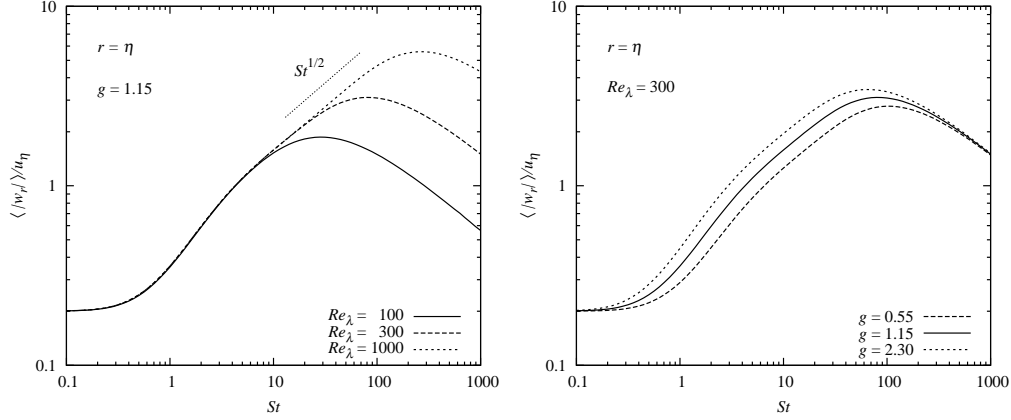 10
r = η
g = 1.15
St^{1/2}
⟨ |w_r| ⟩/u_η
1
Re_λ = 100
Re_λ = 300
Re_λ = 1000
0.1
0.1 1 10 100 1000
St
10
r = η
Re_λ = 300
⟨ |w_r| ⟩/u_η
1
g = 0.55
g = 1.15
g = 2.30
0.1
0.1 1 10 100 1000
St